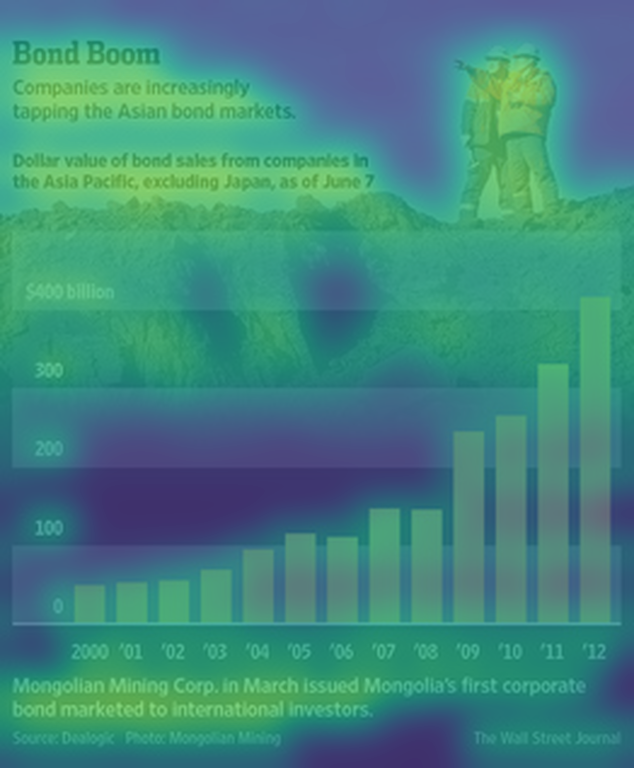 Bond Boom
Companies are increasingly
tapping the Asian bond markets.
Dollar value of bond sales from companies in
the Asia Pacific, excluding Japan, as of June 7
$400 billion
300
200
100
0
2000 '01 '02 '03 '04 '05 '06 '07 '08 '09 '10 '11 '12
Mongolian Mining Corp. in March issued Mongolia's first corporate
bond marketed to international investors.
Source: Dealogic Photo: Mongolian Mining The Wall Street Journal